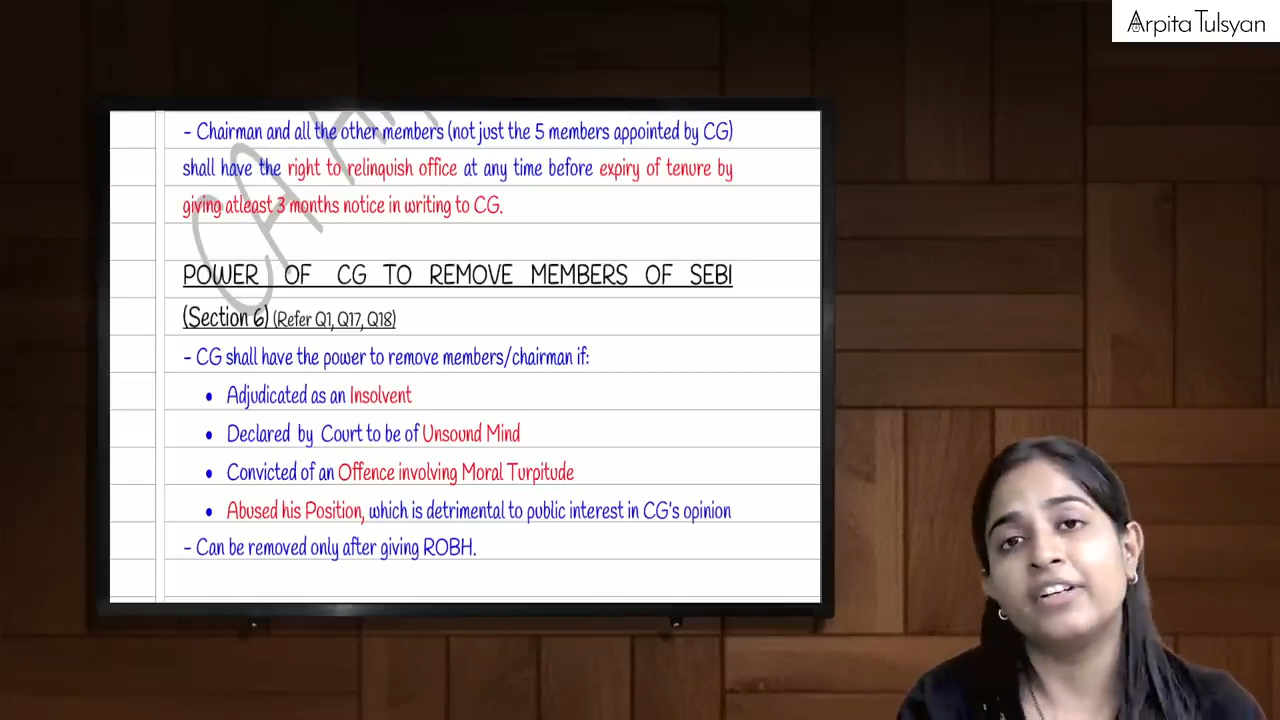 Arpita Tulsyan
- Chairman and all the other members (not just the 5 members appointed by CG)
shall have the right to relinquish office at any time before expiry of tenure by
giving atleast 3 months notice in writing to CG.
POWER OF CG TO REMOVE MEMBERS OF SEBI
(Section 6) (Refer Q1, Q17, Q18)
- CG shall have the power to remove members/chairman if:
• Adjudicated as an Insolvent
• Declared by Court to be of Unsound Mind
• Convicted of an Offence involving Moral Turpitude
• Abused his Position, which is detrimental to public interest in CG's opinion
- Can be removed only after giving ROBH.
CA